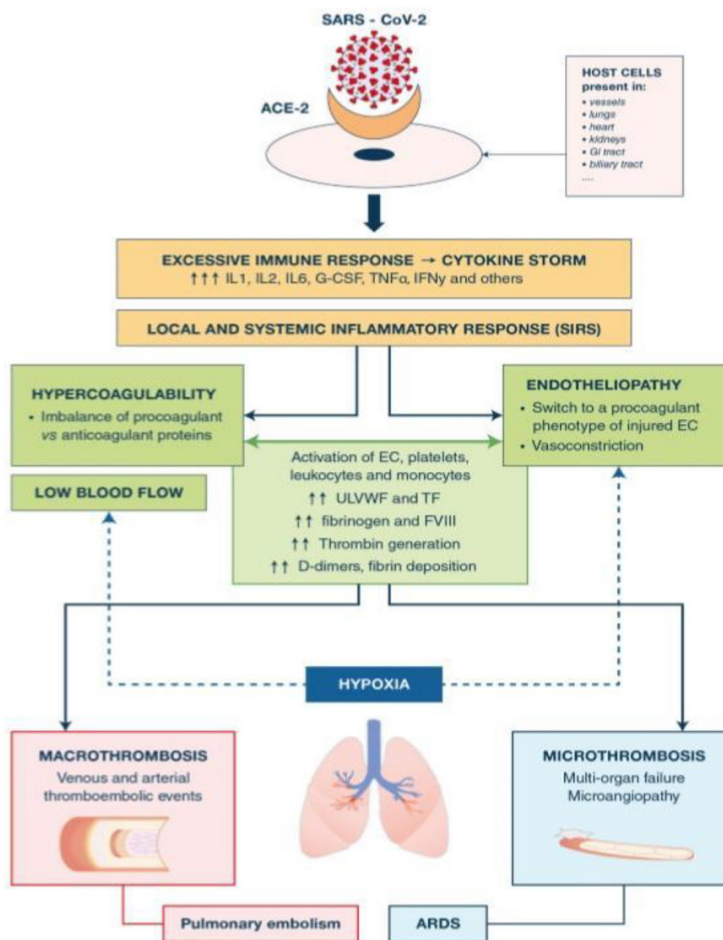 SARS - CoV-2
ACE-2
HOST CELLS
present in:
• vessels
• lungs
• heart
• kidneys
• GI tract
• biliary tract
....
EXCESSIVE IMMUNE RESPONSE → CYTOKINE STORM
↑↑↑ IL1, IL2, IL6, G-CSF, TNFα, IFNy and others
LOCAL AND SYSTEMIC INFLAMMATORY RESPONSE (SIRS)
HYPERCOAGULABILITY
• Imbalance of procoagulant
vs anticoagulant proteins
ENDOTHELIOPATHY
• Switch to a procoagulant
phenotype of injured EC
• Vasoconstriction
LOW BLOOD FLOW
Activation of EC, platelets,
leukocytes and monocytes
↑↑ ULVWF and TF
↑↑ fibrinogen and FVIII
↑↑ Thrombin generation
↑↑ D-dimers, fibrin deposition
HYPOXIA
MACROTHROMBOSIS
Venous and arterial
thromboembolic events
MICROTHROMBOSIS
Multi-organ failure
Microangiopathy
Pulmonary embolism
ARDS